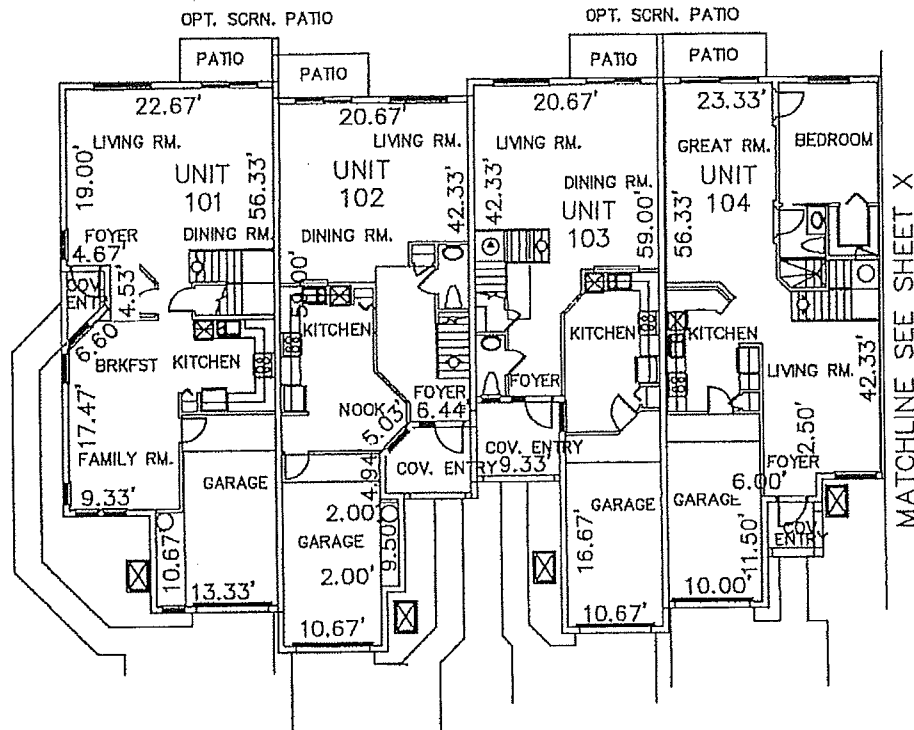 OPT. SCRN. PATIO
OPT. SCRN. PATIO
PATIO
PATIO
PATIO
PATIO
22.67'
LIVING RM.
19.00'
UNIT
101
56.33'
FOYER
4.67'
DINING RM.
COV.
ENTRY
4.53'
6.60'
BRKFST
KITCHEN
17.47'
FAMILY RM.
9.33'
GARAGE
10.67'
13.33'
20.67'
LIVING RM.
UNIT
102
42.33'
DINING RM.
KITCHEN
NOOK
FOYER
6.44'
5.03'
4.94'
COV. ENTRY
2.00'
GARAGE
9.50'
2.00'
10.67'
20.67'
LIVING RM.
42.33'
DINING RM.
UNIT
103
59.00'
KITCHEN
FOYER
COV. ENTRY
9.33'
GARAGE
16.67'
10.67'
23.33'
GREAT RM.
BEDROOM
UNIT
104
56.33'
KITCHEN
LIVING RM.
42.33'
2.50'
FOYER
6.00'
GARAGE
11.50'
COV
ENTRY
10.00'
MATCHLINE SEE SHEET X